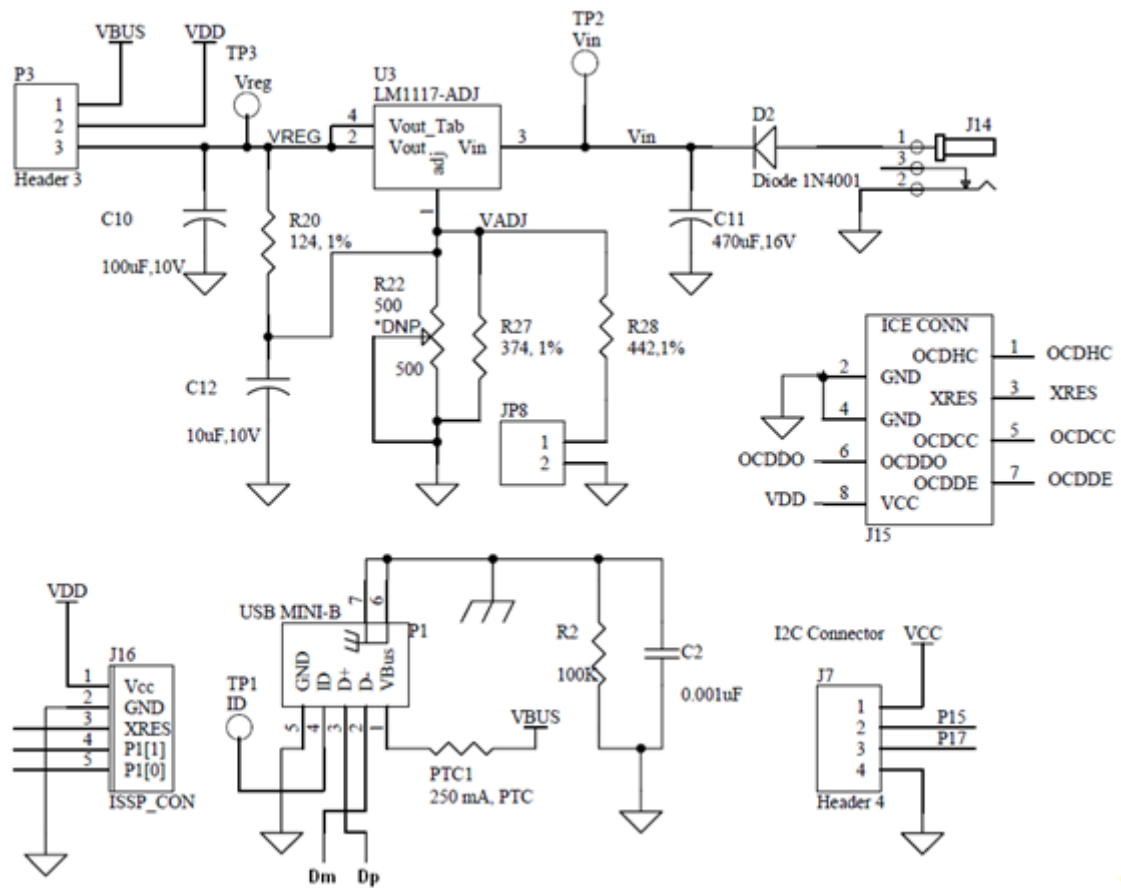 VBUS VDD TP3 TP2
Vreg Vin
P3 U3
LM1117-ADJ
1
2
3
Header 3
VREG
4
2
Vout_Tab
Vout Vin
adj
3
1
Vin
D2
Diode 1N4001
J14
1
3
2
C10
100uF,10V
R20
124, 1%
VADJ
C11
470uF,16V
R22
500
*DNP
500
R27
374, 1%
R28
442,1%
C12
10uF,10V
JP8
1
2
ICE CONN
OCDHC 1 OCDHC
2 GND
XRES 3 XRES
4 GND
OCDCC 5 OCDCC
OCDDO 6 OCDDO
OCDDE 7 OCDDE
VDD 8 VCC
J15
VDD
J16
1 Vcc
2 GND
3 XRES
4 P1[1]
5 P1[0]
ISSP_CON
USB MINI-B
7
6
P1
GND
ID
D+
D-
VBus
5
4
3
2
1
TP1
ID
Dm Dp
VBUS
PTC1
250 mA, PTC
R2
100K
C2
0.001uF
I2C Connector VCC
J7
1
2 P15
3 P17
4
Header 4